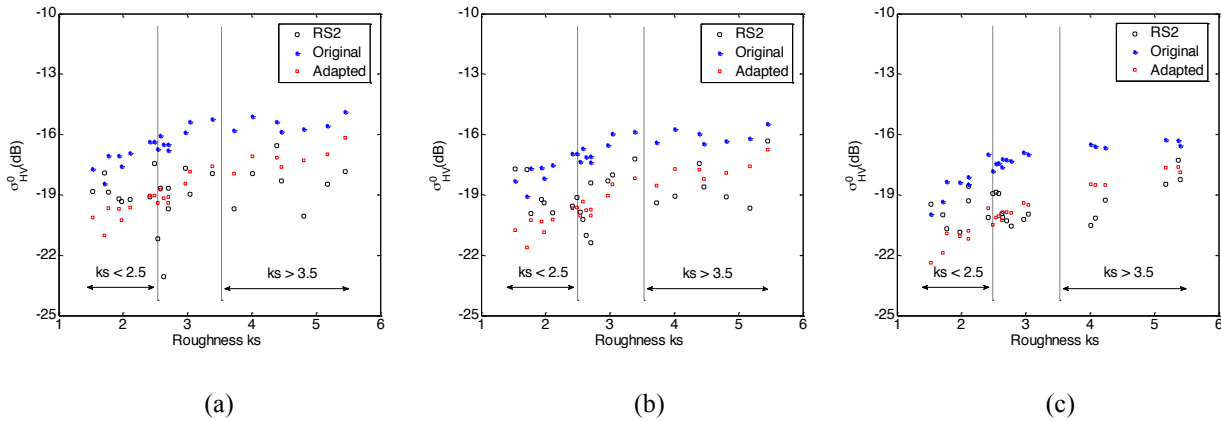 -10
-13
-16
-19
-22
-25
σ⁰HV(dB)
RS2
Original
Adapted
ks < 2.5
ks > 3.5
1 2 3 4 5 6
Roughness ks
(a)
-10
-13
-16
-19
-22
-25
σ⁰HV(dB)
RS2
Original
Adapted
ks < 2.5
ks > 3.5
1 2 3 4 5 6
Roughness ks
(b)
-10
-13
-16
-19
-22
-25
σ⁰HV(dB)
RS2
Original
Adapted
ks < 2.5
ks > 3.5
1 2 3 4 5 6
Roughness ks
(c)